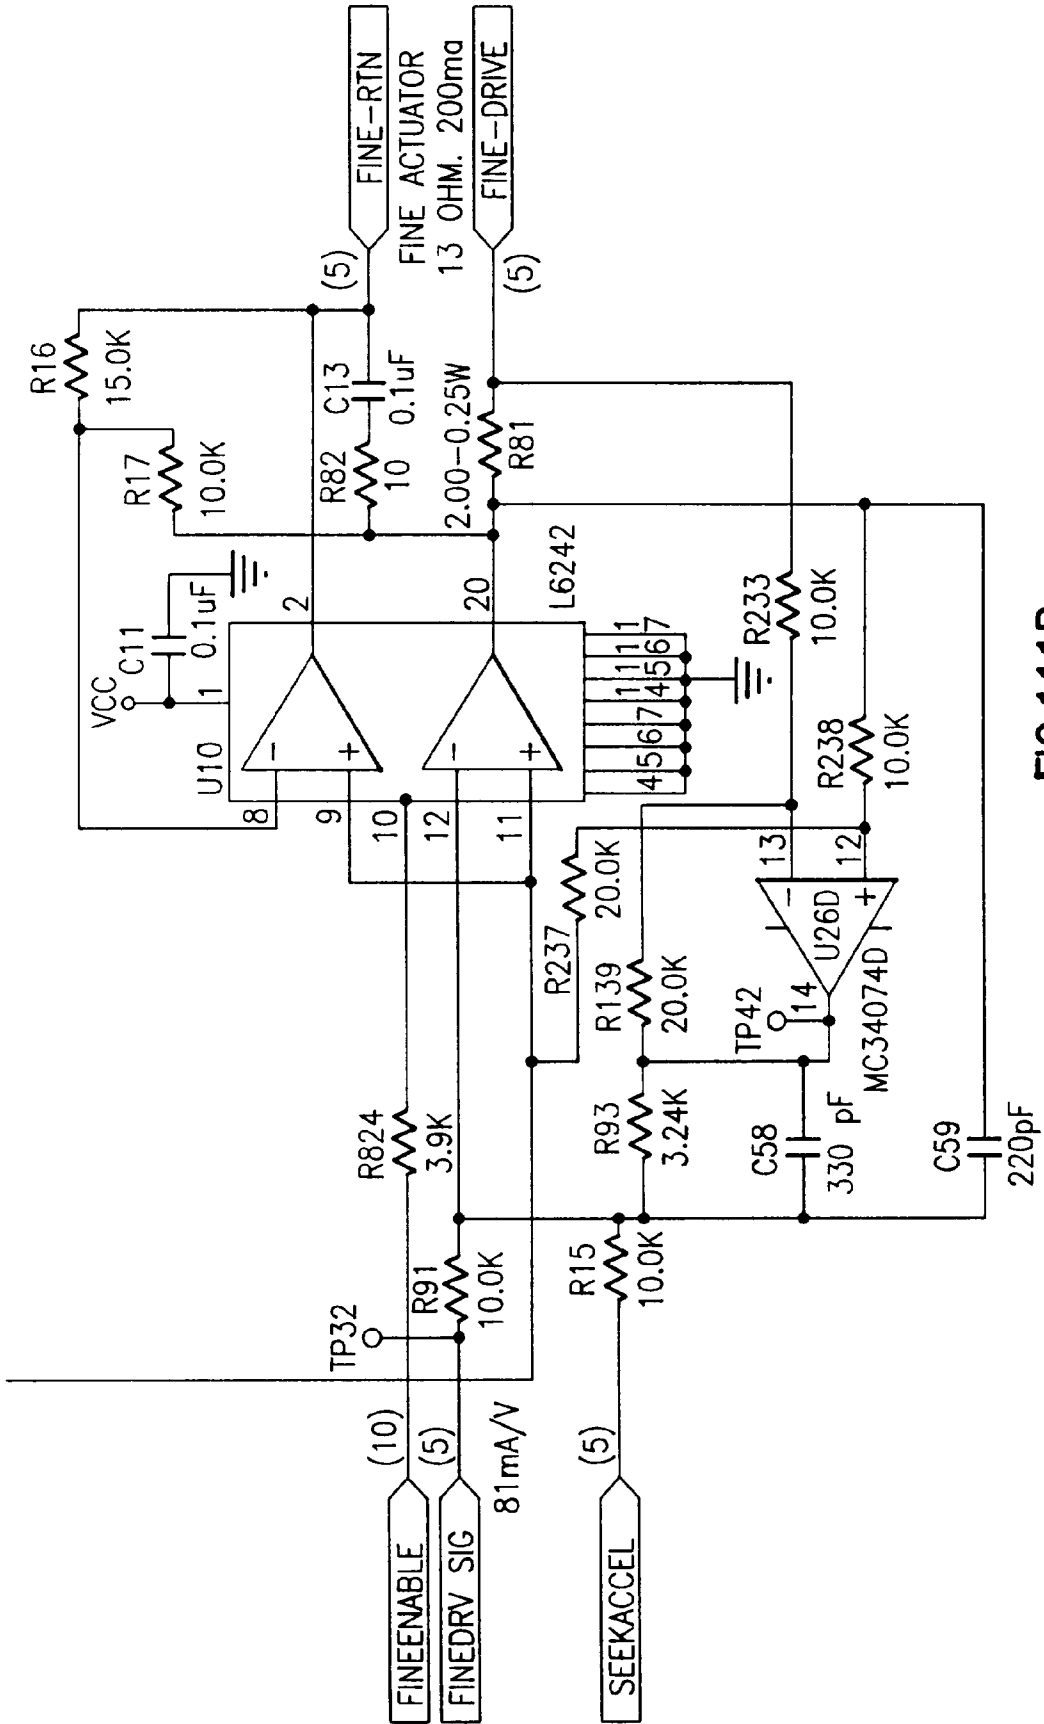 R16
15.0K
R17
10.0K
C13
0.1uF
R82
10
(5)
FINE-RTN
FINE ACTUATOR
13 OHM. 200ma
FINE-DRIVE
(5)
2.00-0.25W
R81
VCC
C11
0.1uF
1
2
20
U10
L6242
8
9
10
12
11
4
5
6
7
14
15
16
17
R233
10.0K
R238
10.0K
R237
20.0K
R139
20.0K
13
12
U26D
14
MC34074D
TP42
R93
3.24K
C58
330 pF
C59
220pF
R824
3.9K
TP32
R91
10.0K
R15
10.0K
(10)
FINEENABLE
(5)
FINEDRV SIG
81mA/V
(5)
SEEKACCEL